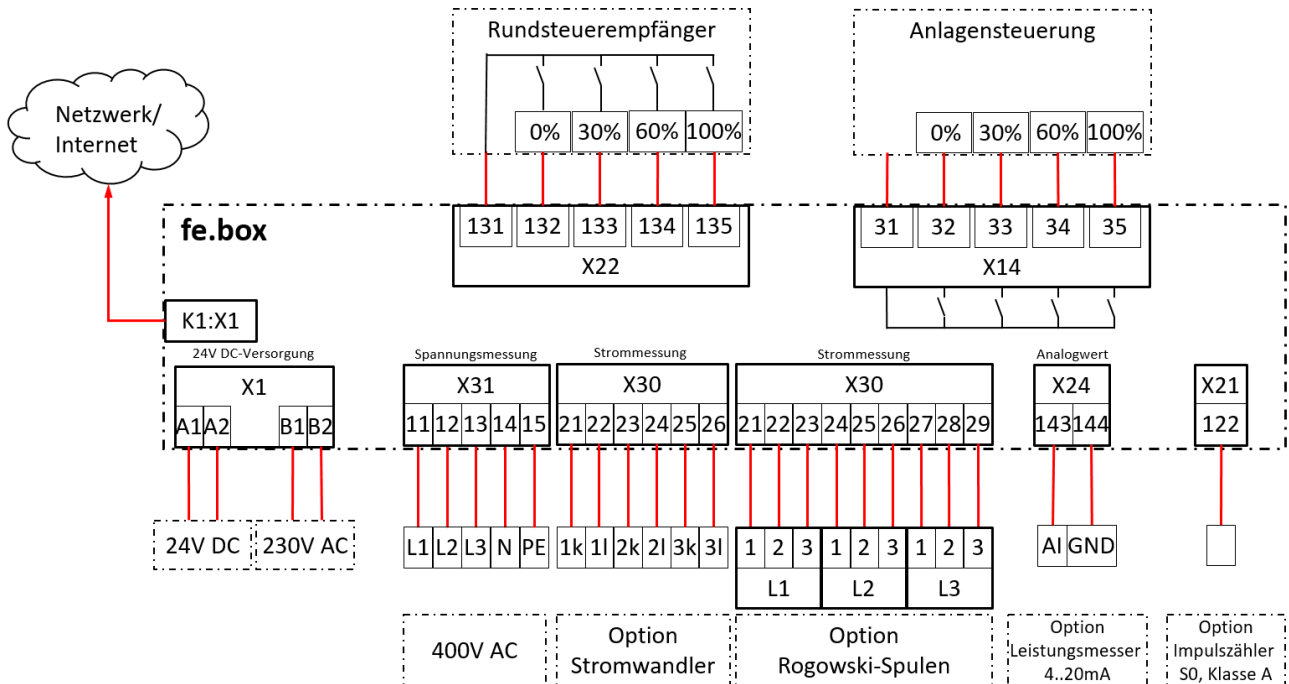 Rundsteuerempfänger
0% 30% 60% 100%
Anlagensteuerung
0% 30% 60% 100%
Netzwerk/
Internet
fe.box
131 132 133 134 135
X22
31 32 33 34 35
X14
K1:X1
24V DC-Versorgung
X1
A1 A2 B1 B2
Spannungsmessung
X31
11 12 13 14 15
Strommessung
X30
21 22 23 24 25 26
Strommessung
X30
21 22 23 24 25 26 27 28 29
Analogwert
X24
143 144
X21
122
24V DC
230V AC
L1 L2 L3 N PE
1k 1l 2k 2l 3k 3l
1 2 3 1 2 3 1 2 3
L1 L2 L3
AI GND
400V AC
Option
Stromwandler
Option
Rogowski-Spulen
Option
Leistungsmesser
4..20mA
Option
Impulszähler
S0, Klasse A